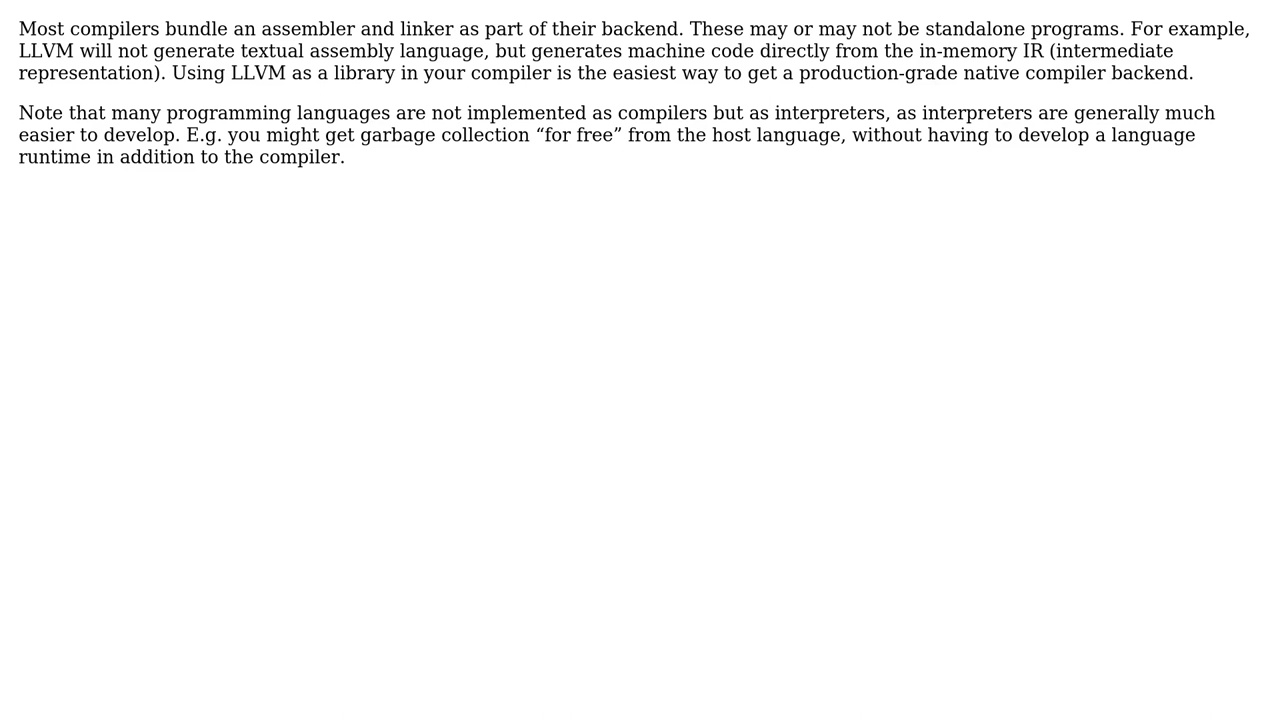 Most compilers bundle an assembler and linker as part of their backend. These may or may not be standalone programs. For example,
LLVM will not generate textual assembly language, but generates machine code directly from the in-memory IR (intermediate
representation). Using LLVM as a library in your compiler is the easiest way to get a production-grade native compiler backend.
Note that many programming languages are not implemented as compilers but as interpreters, as interpreters are generally much
easier to develop. E.g. you might get garbage collection “for free” from the host language, without having to develop a language
runtime in addition to the compiler.